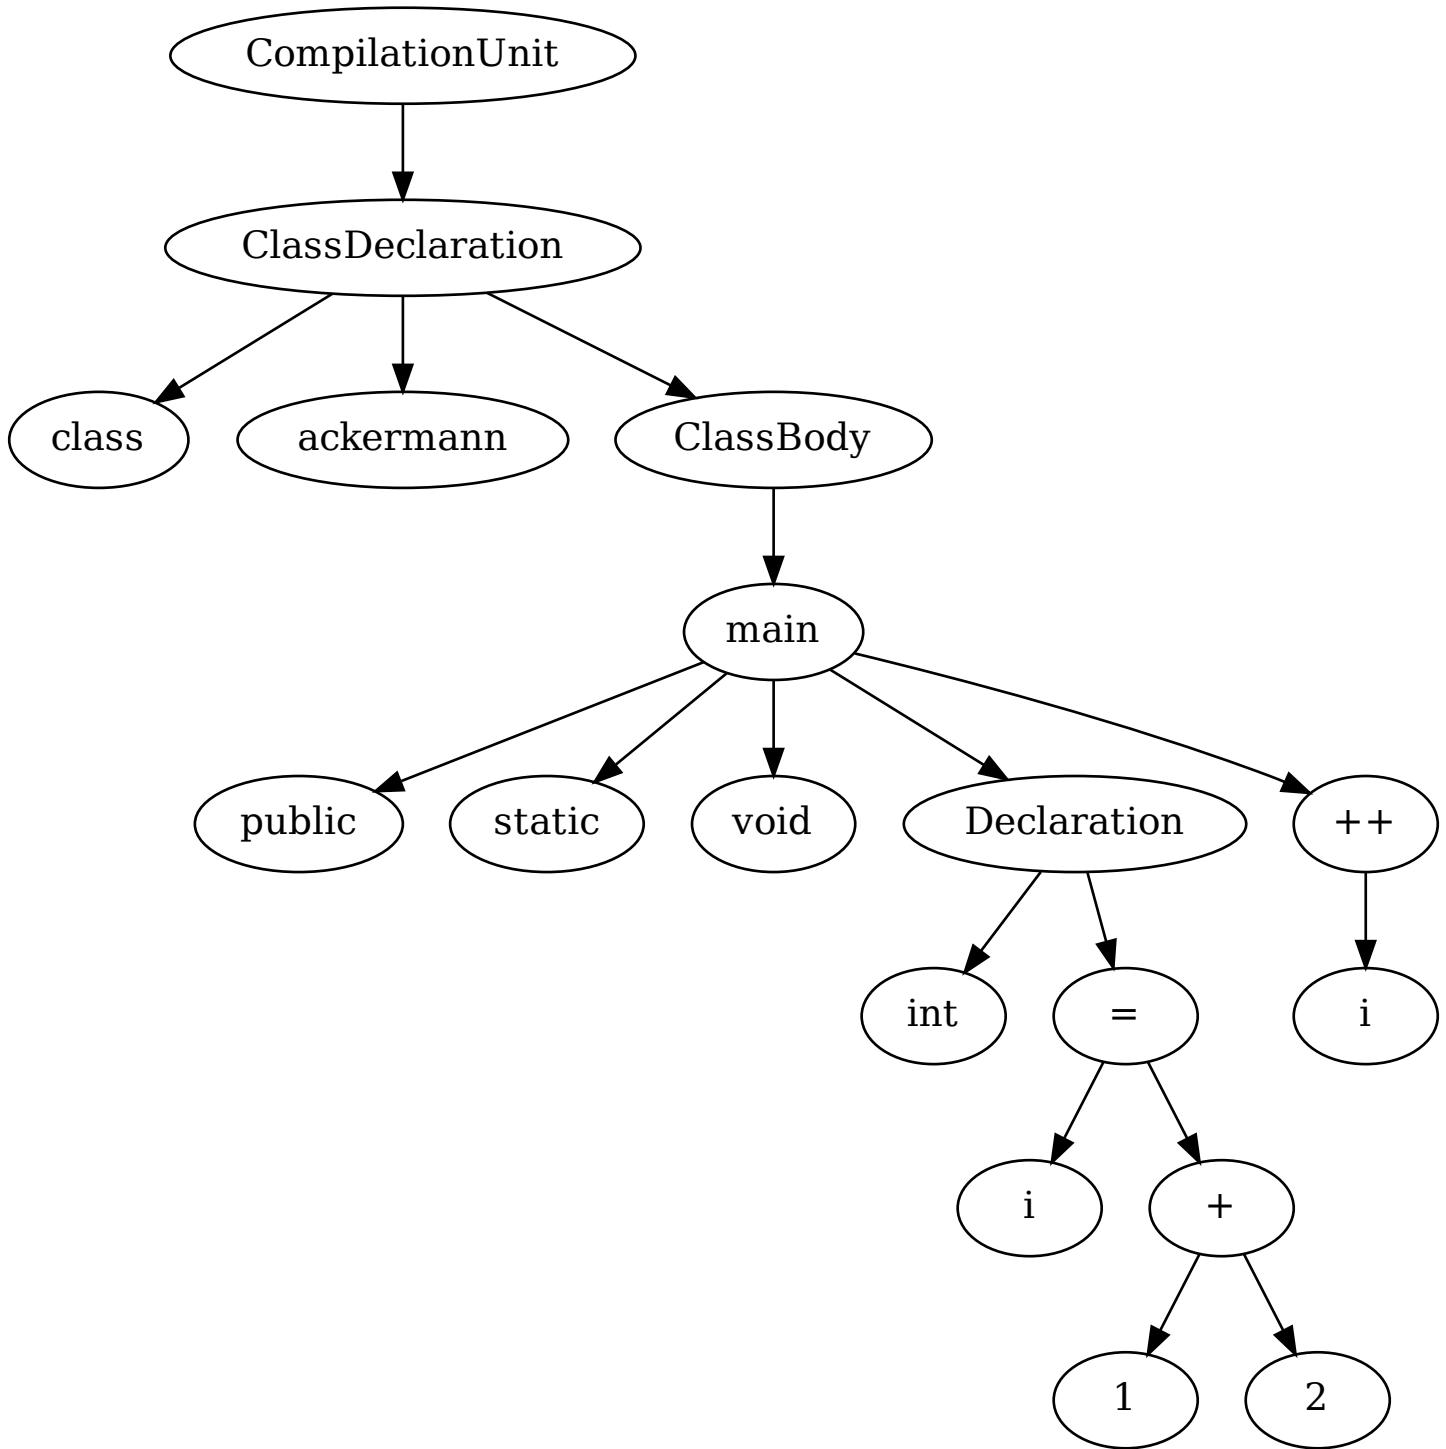 CompilationUnit
ClassDeclaration
class
ackermann
ClassBody
main
public
static
void
Declaration
++
int
=
i
i
+
1
2